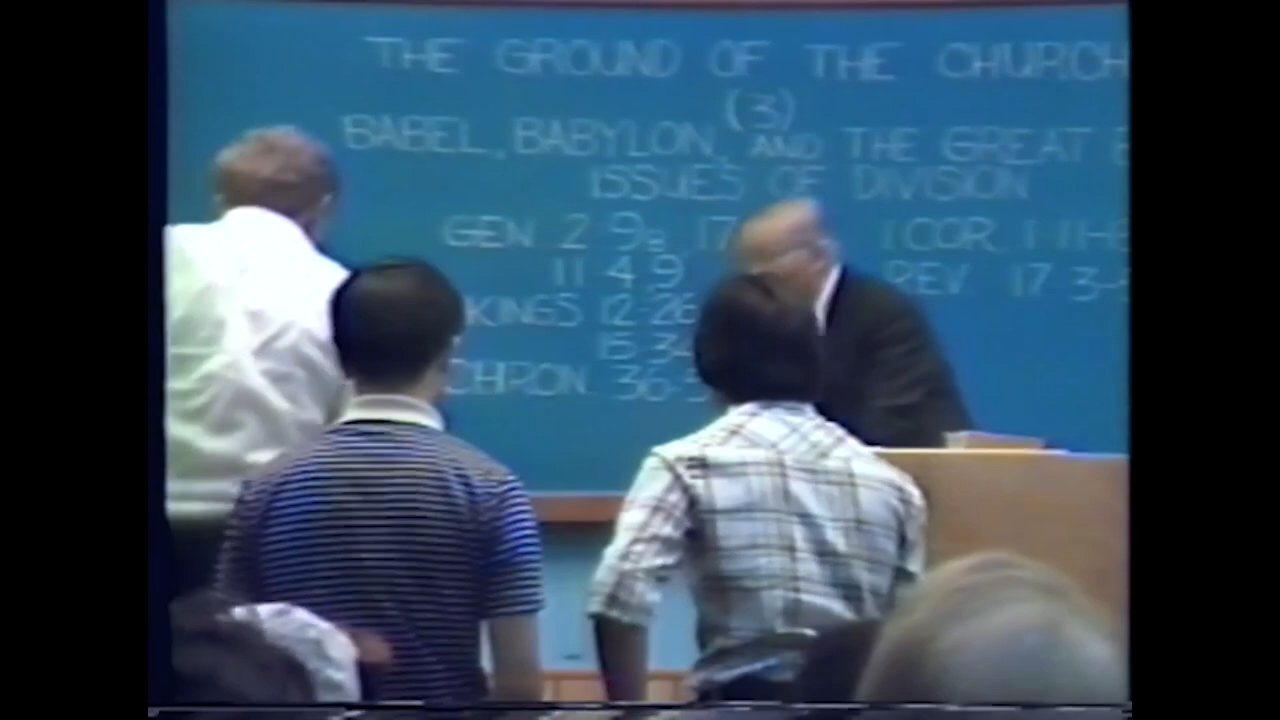 THE GROUND OF THE CHURCH
(3)
BABEL, BABYLON, AND THE GREAT B
ISSUES OF DIVISION
GEN. 2 9a, 17
11 4, 9
KINGS 12·26
15·34
CHRON. 36
1 COR. 1 11-
REV. 17 3-